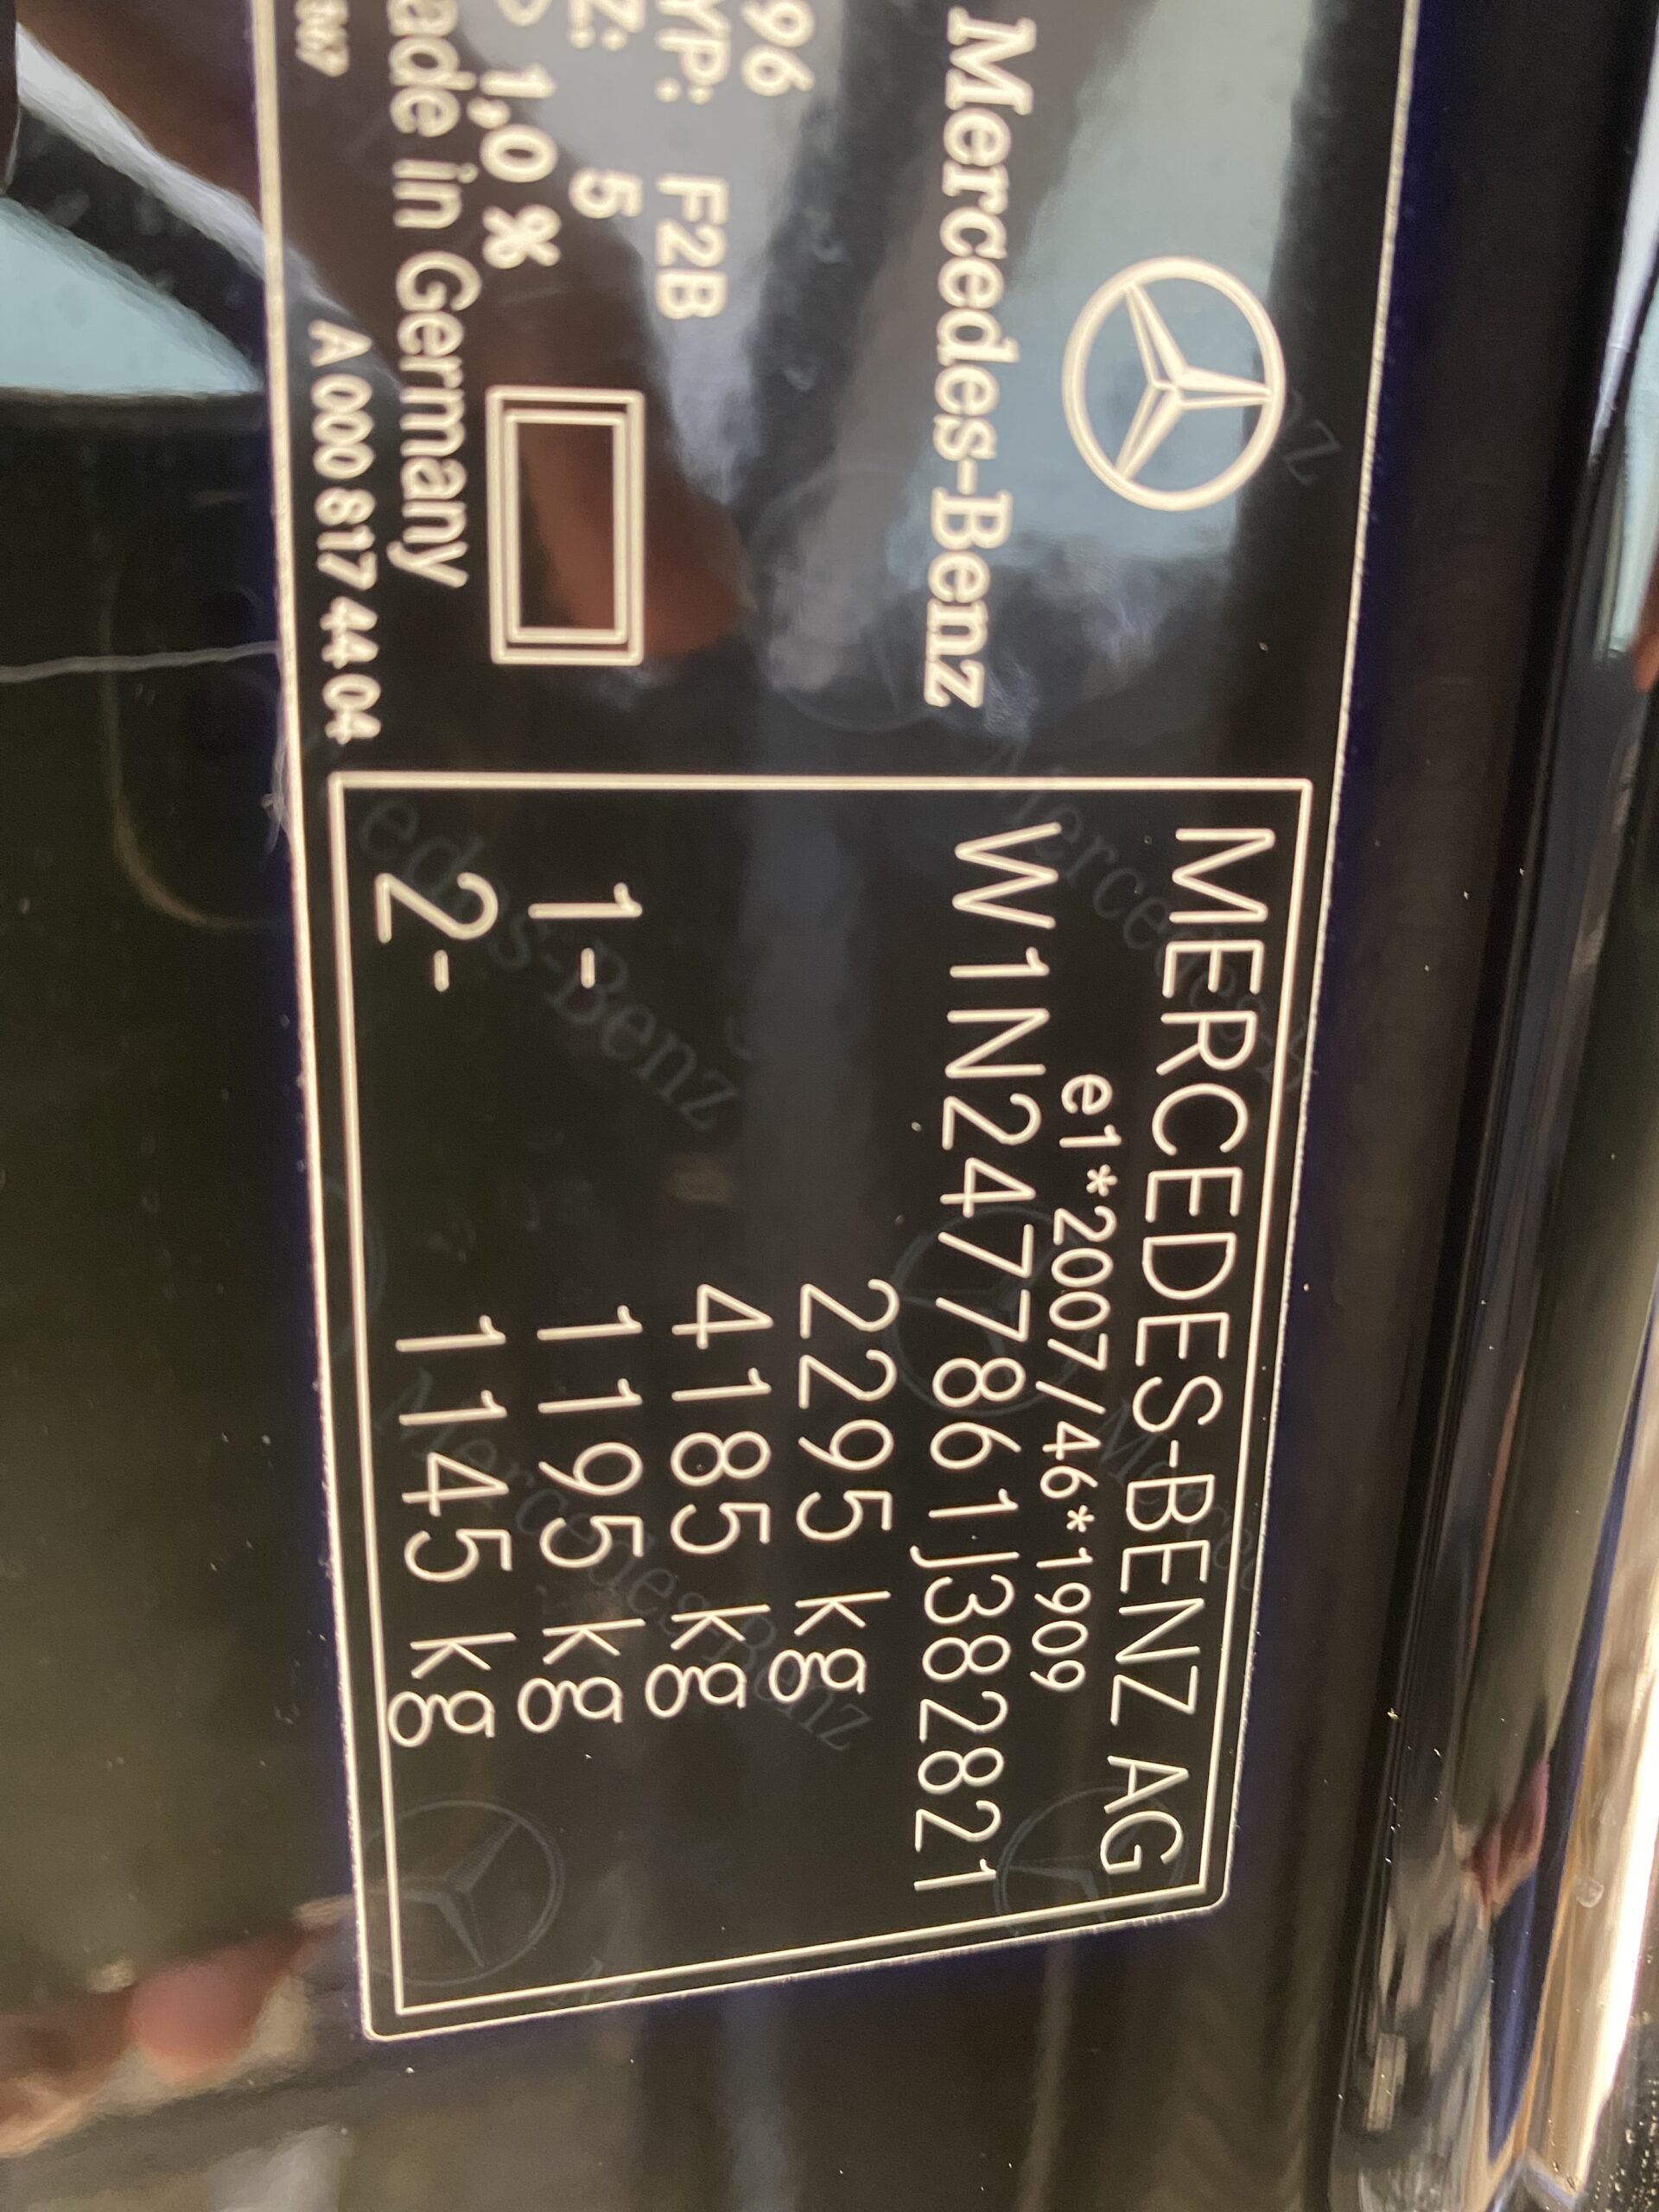 Mercedes-Benz
96
YP: F2B
Z: 5
1,0 %
ade in Germany
A 000 817 44 04
MERCEDES-BENZ AG
e1*2007/46*1909
W1N2477861J382821
2295 kg
4185 kg
1- 1195 kg
2- 1145 kg